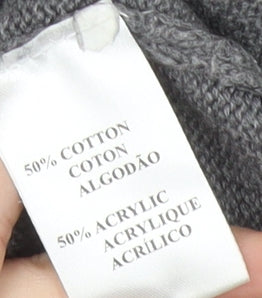 50% COTTON
COTON
ALGODÃO
50% ACRYLIC
ACRYLIQUE
ACRÍLICO